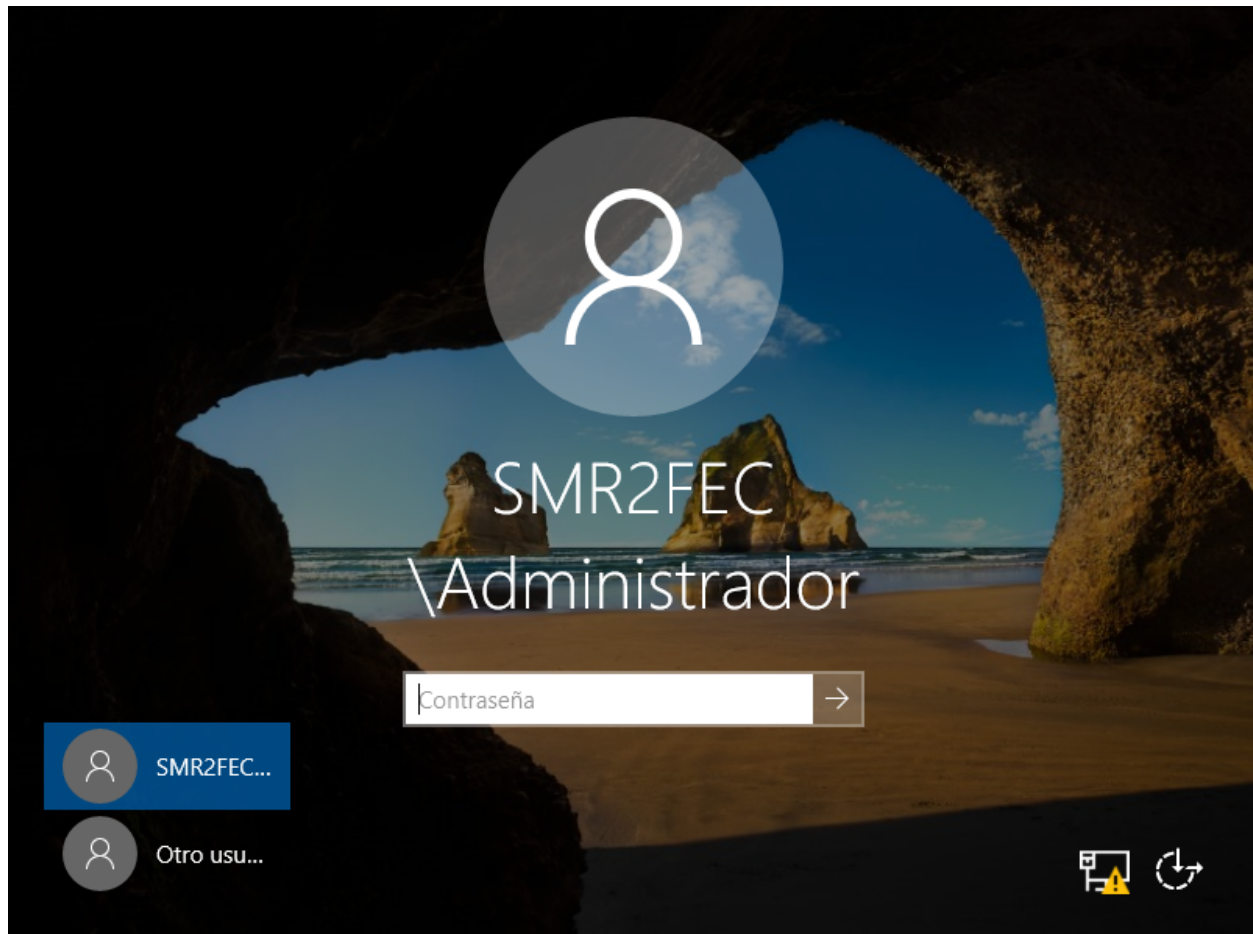 SMR2FEC
\Administrador
Contraseña
SMR2FEC...
Otro usu...